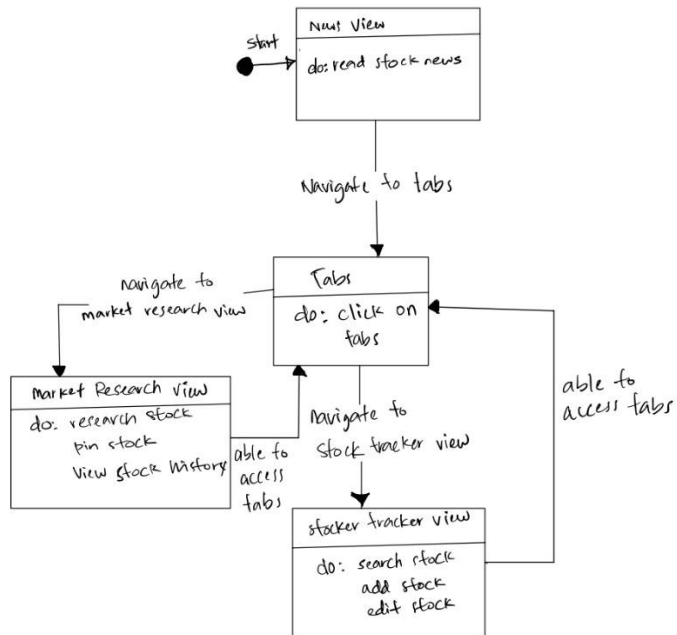 News View
Start
do: read stock news
Navigate to tabs
Tabs
do: click on
tabs
navigate to
market research view
Market Research view
do: research stock
pin stock
View stock history
able to
access
tabs
navigate to
Stock tracker view
able to
access tabs
stocker tracker view
do: search stock
add stock
edit stock